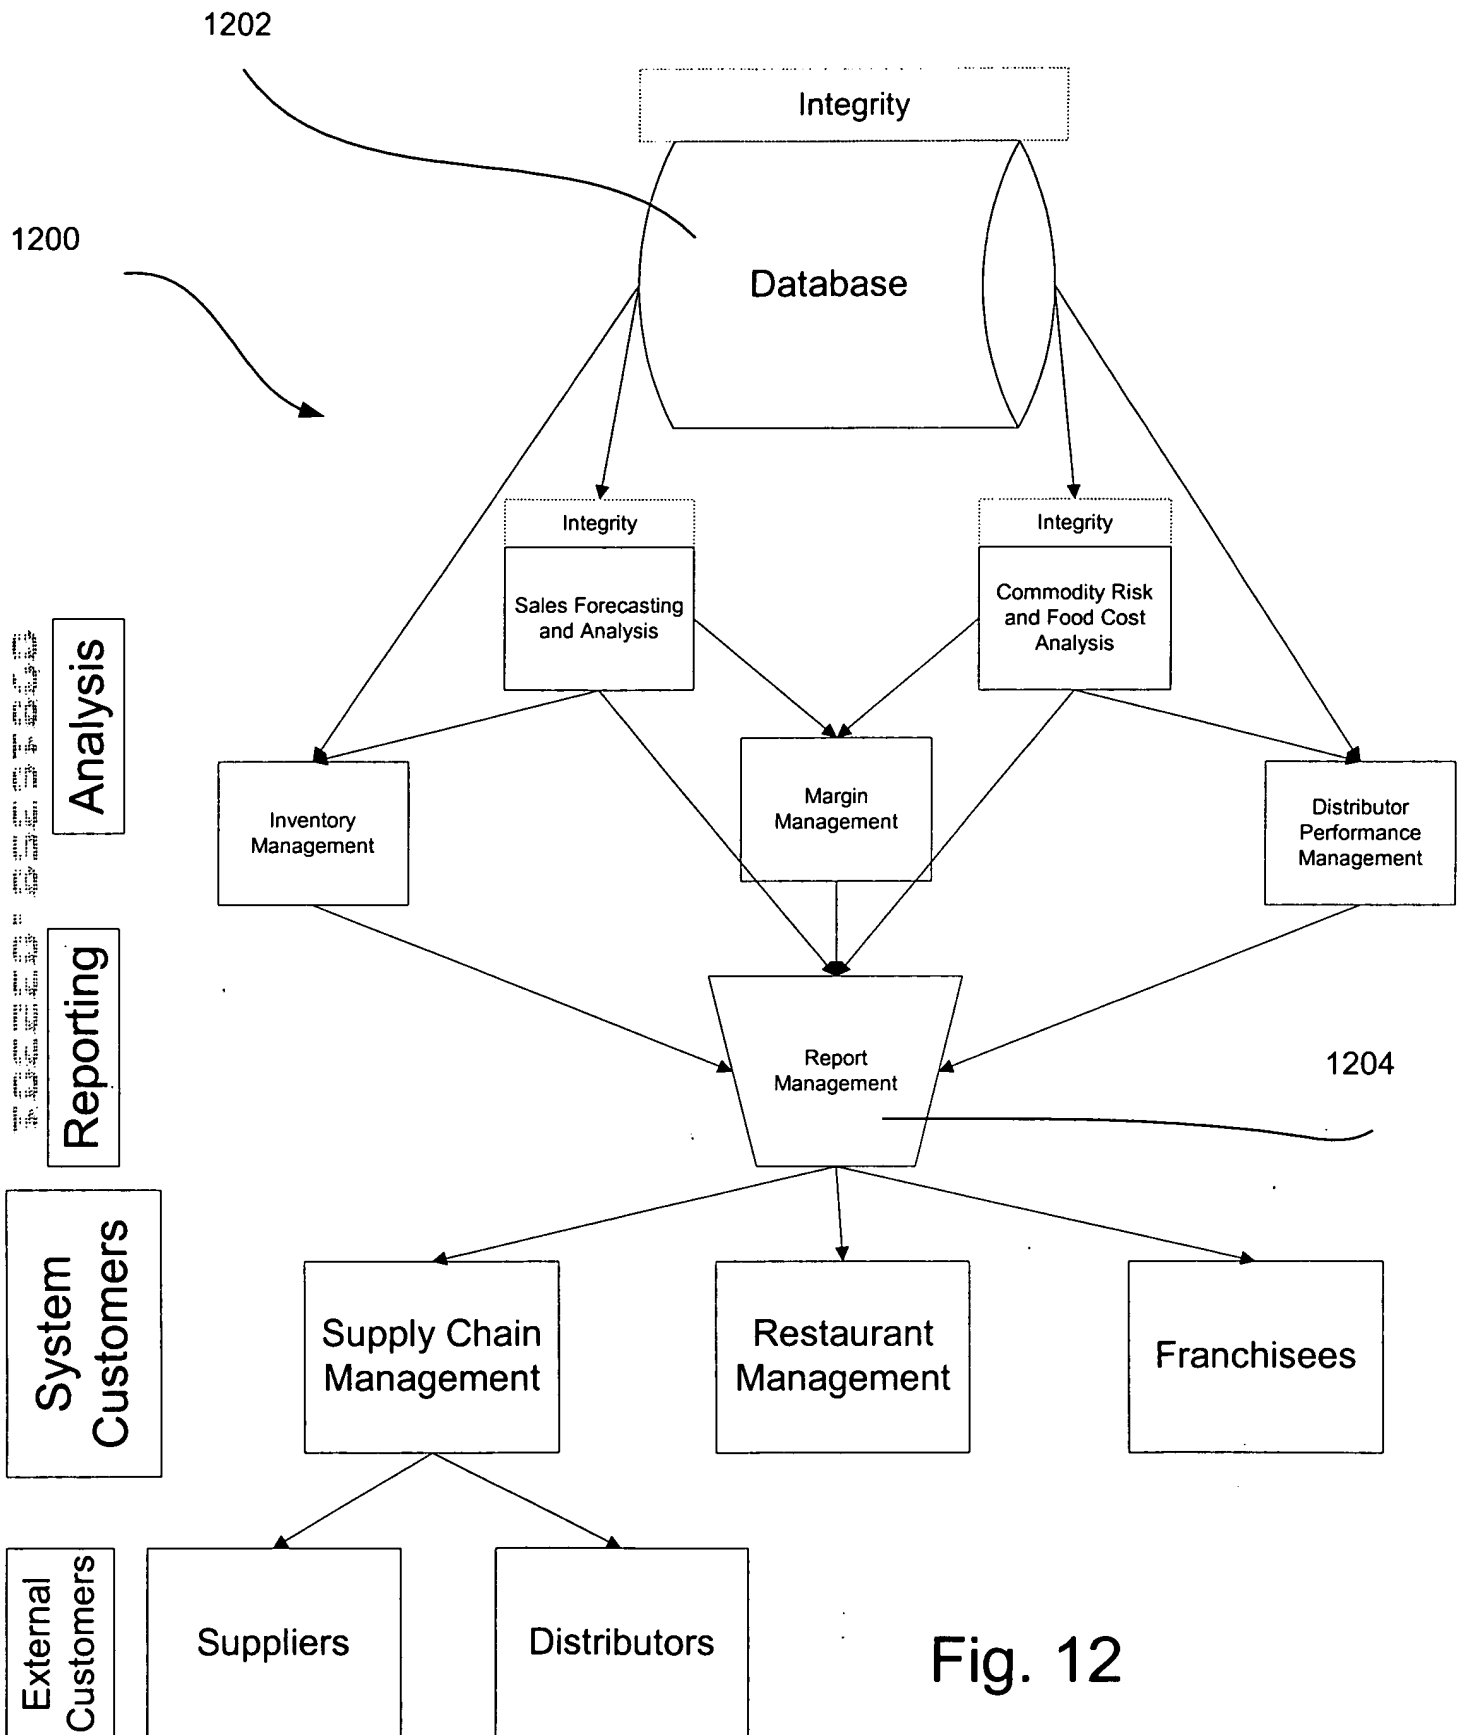 1202
Integrity
1200
Database
Integrity
Integrity
Sales Forecasting
and Analysis
Commodity Risk
and Food Cost
Analysis
Analysis
Inventory
Management
Margin
Management
Distributor
Performance
Management
Reporting
Report
Management
1204
System
Customers
Supply Chain
Management
Restaurant
Management
Franchisees
External
Customers
Suppliers
Distributors
Fig. 12